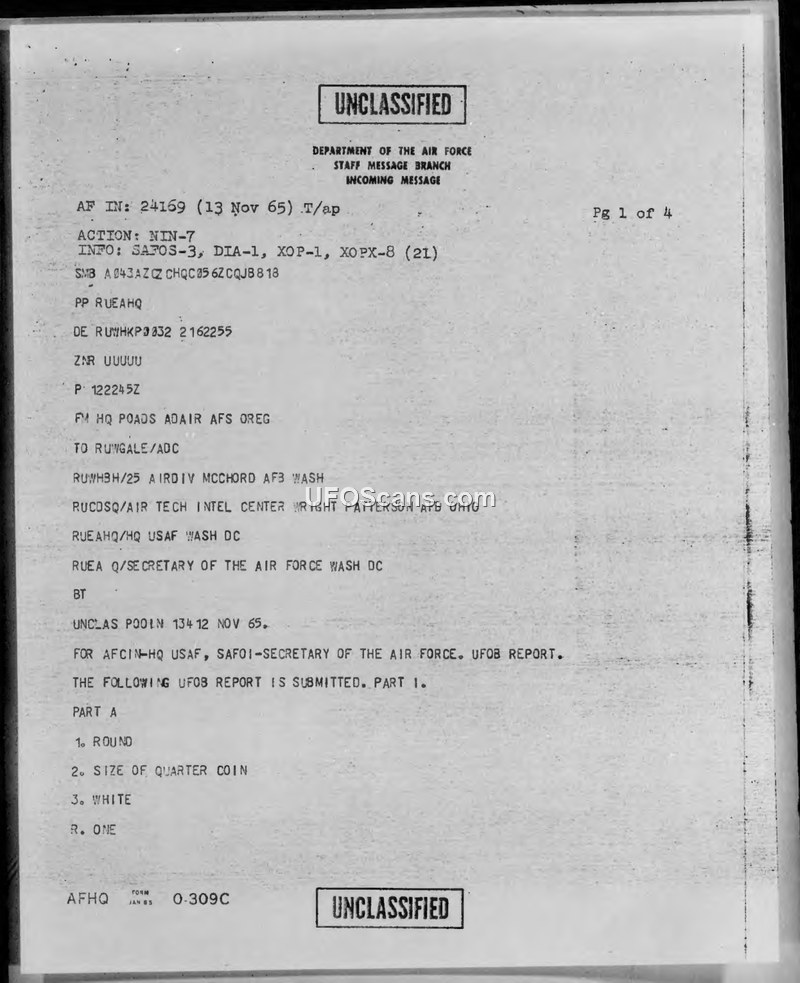 UNCLASSIFIED
DEPARTMENT OF THE AIR FORCE
STAFF MESSAGE BRANCH
INCOMING MESSAGE
AF IN: 24169 (13 Nov 65) T/ap
Pg 1 of 4
ACTION: NIN-7
INFO: SAFOS-3, DIA-1, XOP-1, XOPX-8 (21)
SMB
PP RUEAHQ
DE 2162255
ZNR UUUUU
P 122245Z
FM HQ POADS ADAIR AFS OREG
TO RUWGALE/ADC
RUWHBH/25 AIRDIV MCCHORD AFB WASH
RUCDSQ/AIR TECH INTEL CENTER WRIGHT PATTERSON AFB OHIO
UFOScans.com
RUEAHQ/HQ USAF WASH DC
RUEA Q/SECRETARY OF THE AIR FORCE WASH DC
BT
UNCLAS POOIN 13412 NOV 65.
FOR AFCIN-HQ USAF, SAFOI-SECRETARY OF THE AIR FORCE. UFOB REPORT.
THE FOLLOWING UFOB REPORT IS SUBMITTED. PART I.
PART A
1. ROUND
2. SIZE OF QUARTER COIN
3. WHITE
R. ONE
AFHQ FORM JAN 63 0-309C
UNCLASSIFIED